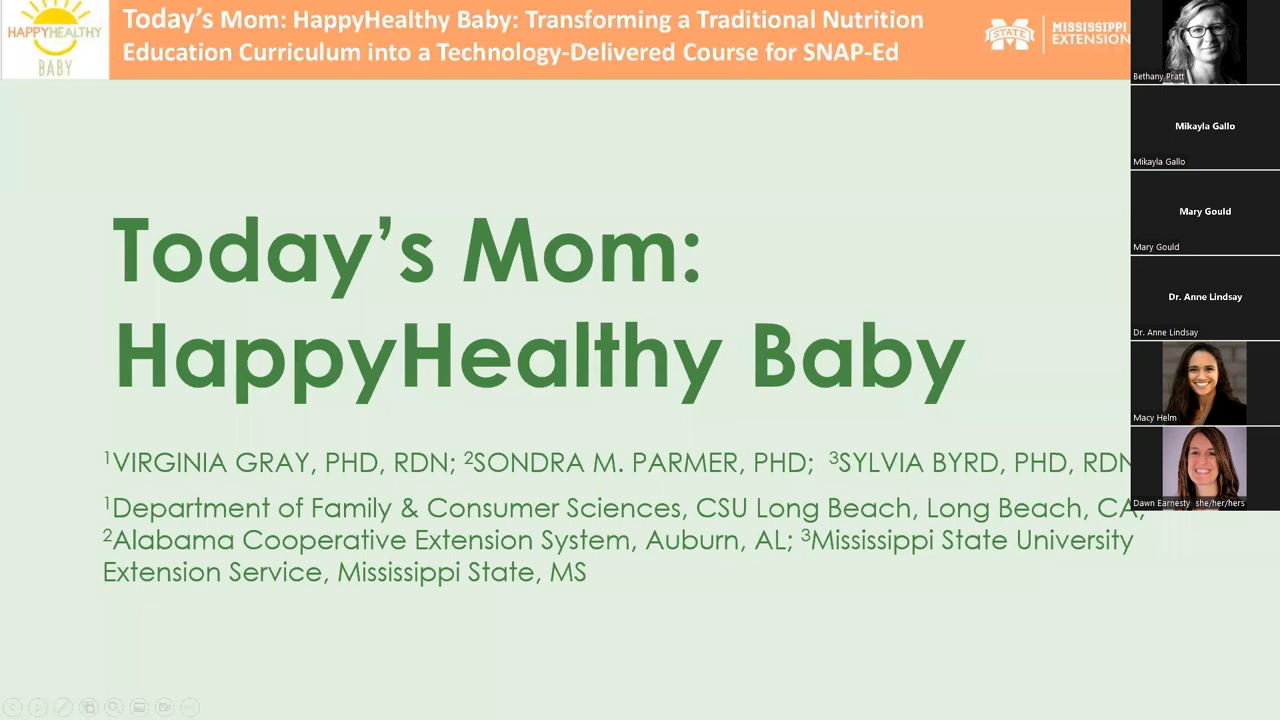 HAPPYHEALTHY
BABY
Today's Mom: HappyHealthy Baby: Transforming a Traditional Nutrition
Education Curriculum into a Technology-Delivered Course for SNAP-Ed
STATE
MISSISSIPPI
EXTENSION
Today's Mom:
HappyHealthy Baby
¹VIRGINIA GRAY, PHD, RDN; ²SONDRA M. PARMER, PHD; ³SYLVIA BYRD, PHD, RDN
¹Department of Family & Consumer Sciences, CSU Long Beach, Long Beach, CA;
²Alabama Cooperative Extension System, Auburn, AL; ³Mississippi State University
Extension Service, Mississippi State, MS
Bethany Pratt
Mikayla Gallo
Mikayla Gallo
Mary Gould
Mary Gould
Dr. Anne Lindsay
Dr. Anne Lindsay
Macy Helm
Dawn Earnesty_she/her/hers